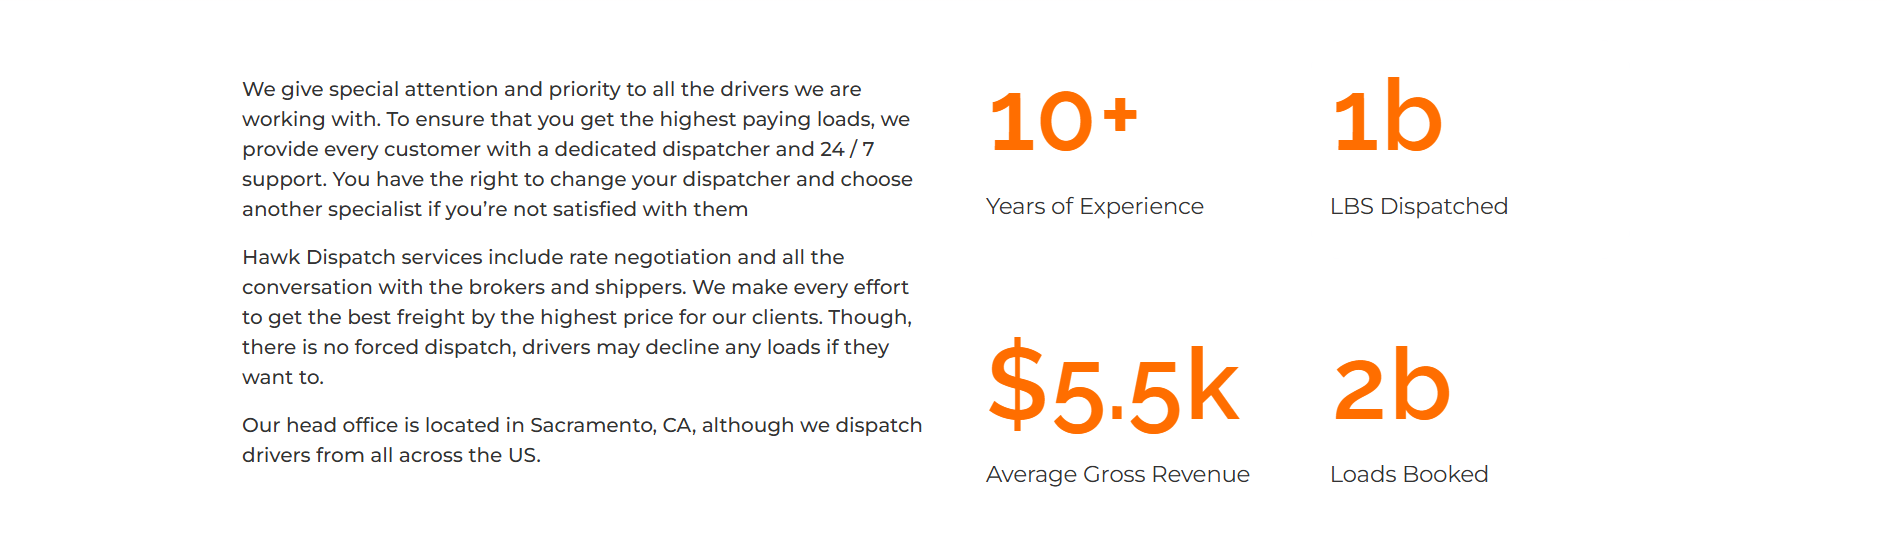 We give special attention and priority to all the drivers we are
working with. To ensure that you get the highest paying loads, we
provide every customer with a dedicated dispatcher and 24 / 7
support. You have the right to change your dispatcher and choose
another specialist if you’re not satisfied with them
Hawk Dispatch services include rate negotiation and all the
conversation with the brokers and shippers. We make every effort
to get the best freight by the highest price for our clients. Though,
there is no forced dispatch, drivers may decline any loads if they
want to.
Our head office is located in Sacramento, CA, although we dispatch
drivers from all across the US.
10+
Years of Experience
1b
LBS Dispatched
$5.5k
Average Gross Revenue
2b
Loads Booked